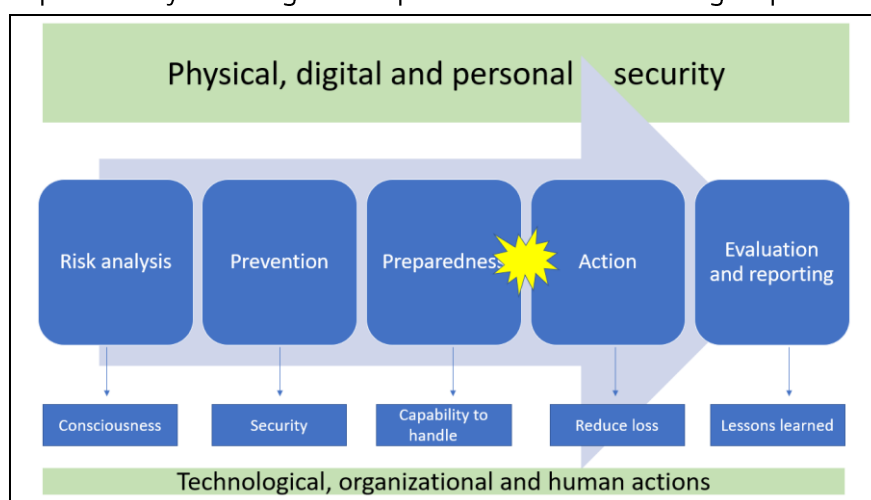 Physical, digital and personal security
Risk analysis
Prevention
Preparedness
Action
Evaluation
and reporting
Consciousness
Security
Capability to
handle
Reduce loss
Lessons learned
Technological, organizational and human actions